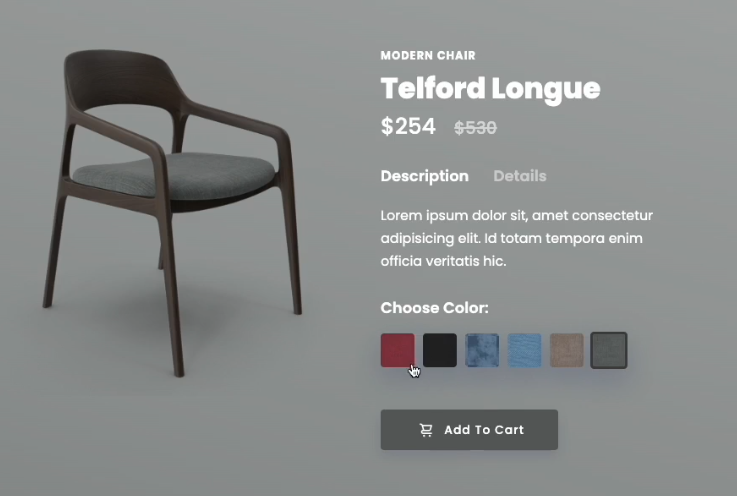 MODERN CHAIR
Telford Longue
$254 $530
Description Details
Lorem ipsum dolor sit, amet consectetur
adipisicing elit. Id totam tempora enim
officia veritatis hic.
Choose Color:
Add To Cart